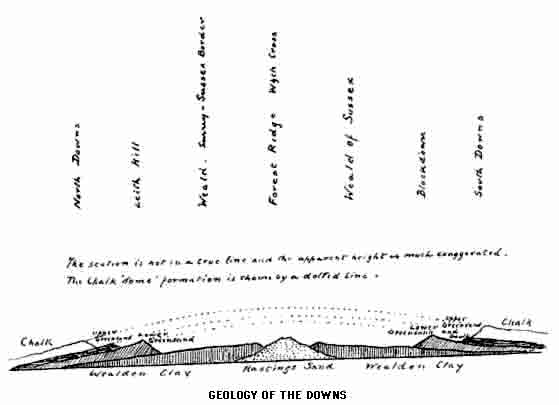 North Downs
Leith Hill
Weald. Surrey-Sussex Border
Forest Ridge Wych Cross
Weald of Sussex
Blackdown
South Downs
The section is not in a true line and the apparent height is much exaggerated.
The Chalk 'dome' formation is shown by a dotted line.
Chalk
Upper Greensand
Lower Greensand
Lower Greensand
Upper Greensand and
Chalk
Wealden Clay
Hastings Sand
Wealden Clay
GEOLOGY OF THE DOWNS